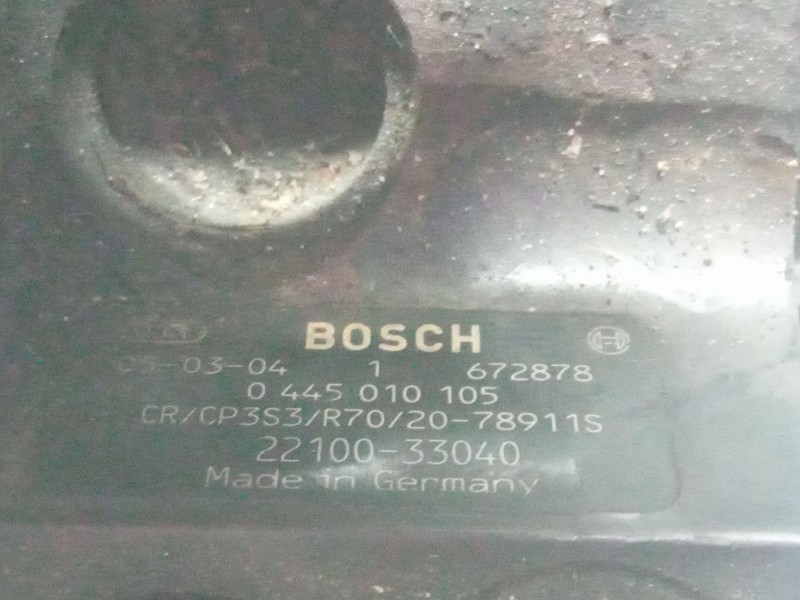 BOSCH
03-04 1 672878
0 445 010 105
CR/CP3S3/R70/20-78911S
22100-33040
Made in Germany